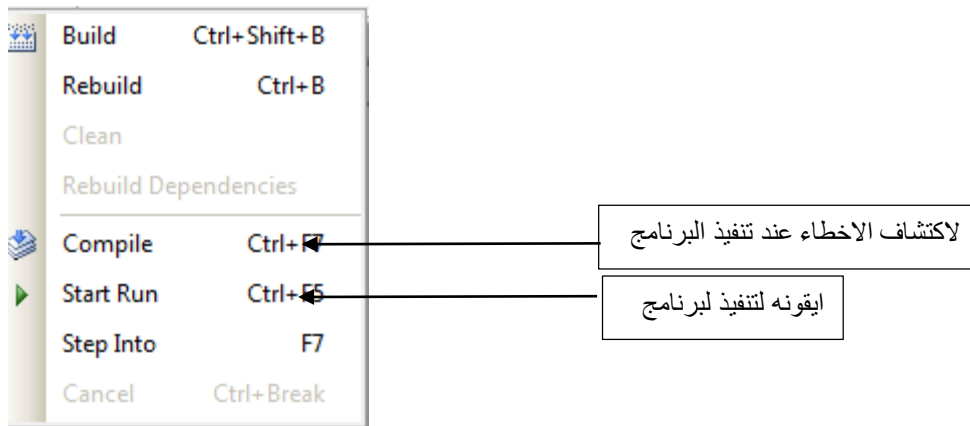 Build Ctrl+Shift+B
Rebuild Ctrl+B
Clean
Rebuild Dependencies
Compile Ctrl+F7
لاكتشاف الاخطاء عند تنفيذ البرنامج
Start Run Ctrl+F5
ايقونه لتنفيذ لبرنامج
Step Into F7
Cancel Ctrl+Break